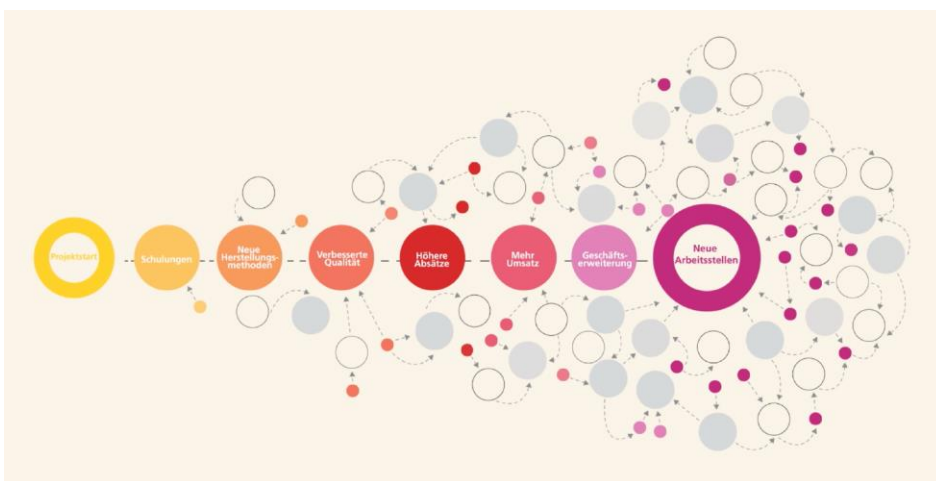 Projektstart
Schulungen
Neue
Herstellungs-
methoden
Verbesserte
Qualität
Höhere
Absätze
Mehr
Umsatz
Geschäfts-
erweiterung
Neue
Arbeitsstellen